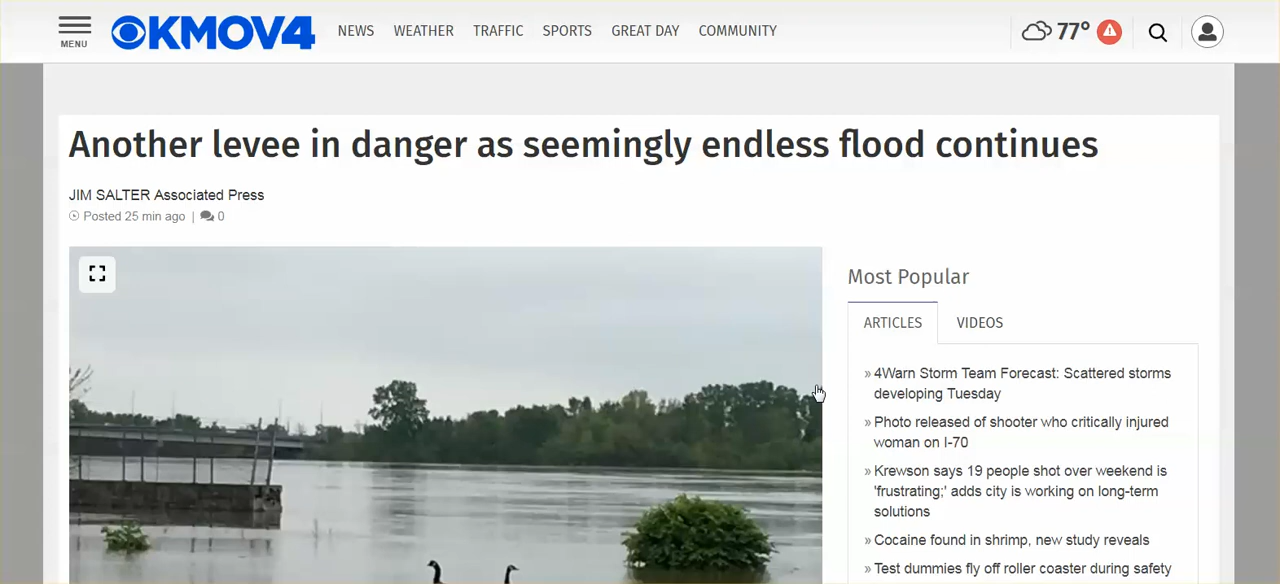 MENU
KMOV4
NEWS WEATHER TRAFFIC SPORTS GREAT DAY COMMUNITY
77°
Another levee in danger as seemingly endless flood continues
JIM SALTER Associated Press
Posted 25 min ago | 0
Most Popular
ARTICLES VIDEOS
» 4Warn Storm Team Forecast: Scattered storms
developing Tuesday
» Photo released of shooter who critically injured
woman on I-70
» Krewson says 19 people shot over weekend is
'frustrating;' adds city is working on long-term
solutions
» Cocaine found in shrimp, new study reveals
» Test dummies fly off roller coaster during safety